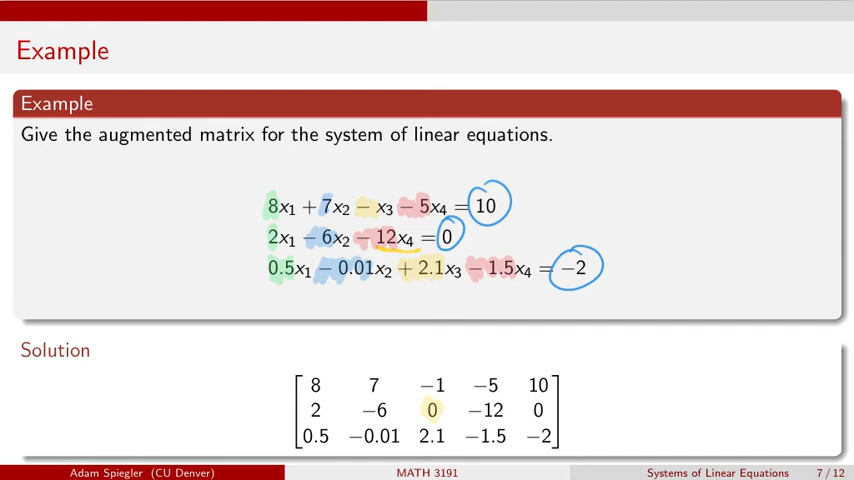 Example
Example
Give the augmented matrix for the system of linear equations.
8x₁ + 7x₂ − x₃ − 5x₄ = 10
2x₁ − 6x₂ − 12x₄ = 0
0.5x₁ − 0.01x₂ + 2.1x₃ − 1.5x₄ = −2
Solution
8 7 −1 −5 10
2 −6 0 −12 0
0.5 −0.01 2.1 −1.5 −2
Adam Spiegler (CU Denver) MATH 3191 Systems of Linear Equations 7 / 12